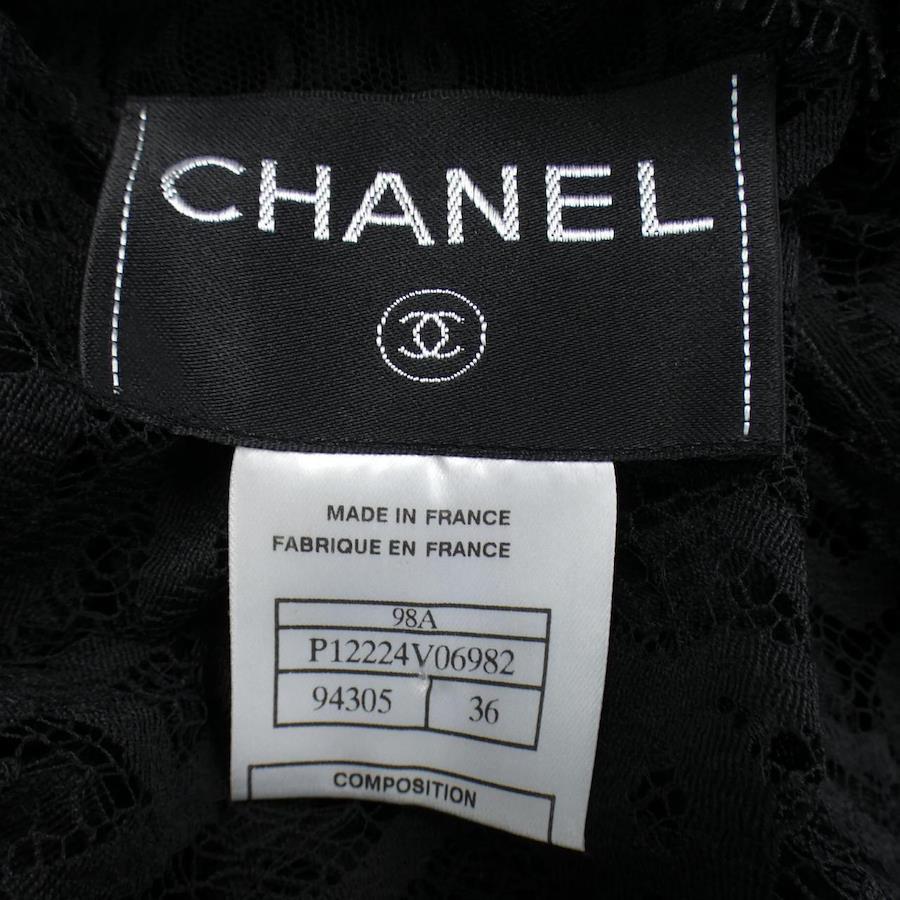 CHANEL
MADE IN FRANCE
FABRIQUE EN FRANCE
98A
P12224V06982
94305 36
COMPOSITION